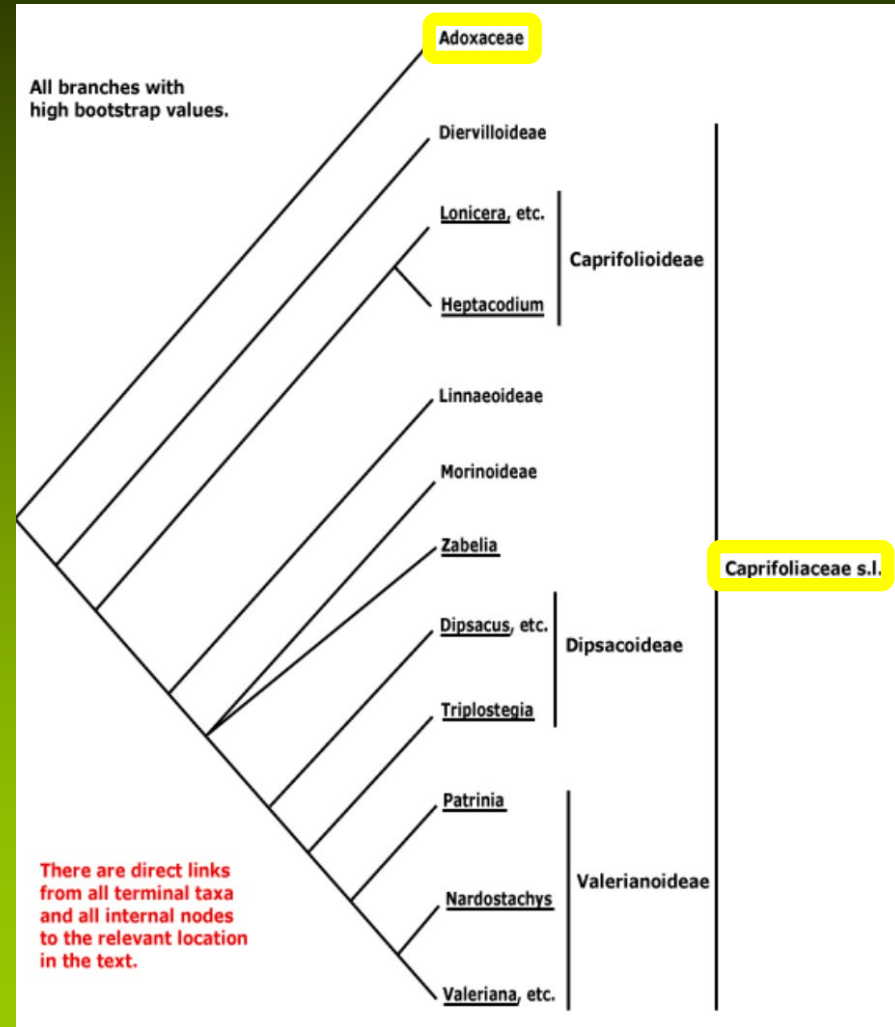 Adoxaceae
All branches with
high bootstrap values.
Diervilloideae
Lonicera, etc.
Caprifolioideae
Heptacodium
Linnaeoideae
Morinoideae
Zabelia
Caprifoliaceae s.l.
Dipsacus, etc.
Dipsacoideae
Triplostegia
Patrinia
There are direct links
from all terminal taxa
and all internal nodes
to the relevant location
in the text.
Valerianoideae
Nardostachys
Valeriana, etc.